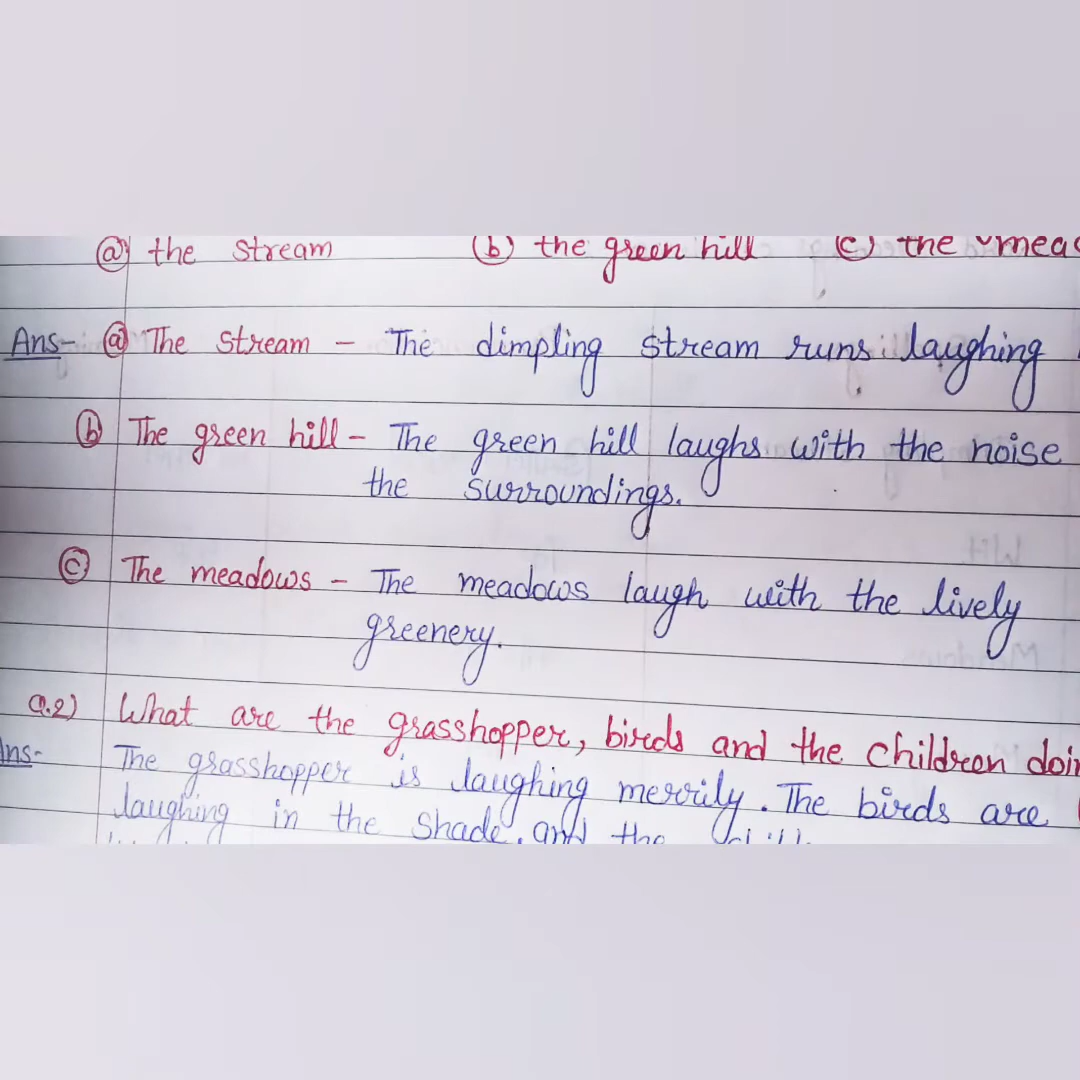 (a) the stream (b) the green hill (c) the
Ans- (a) The stream - The dimpling stream runs laughing
(b) The green hill - The green hill laughs with the noise
the surroundings.
(c) The meadows - The meadows laugh with the lively
greenery.
Q.2) What are the grasshopper, birds and the children
Ans- The grasshopper is laughing merrily. The birds are
laughing in the shade, and the